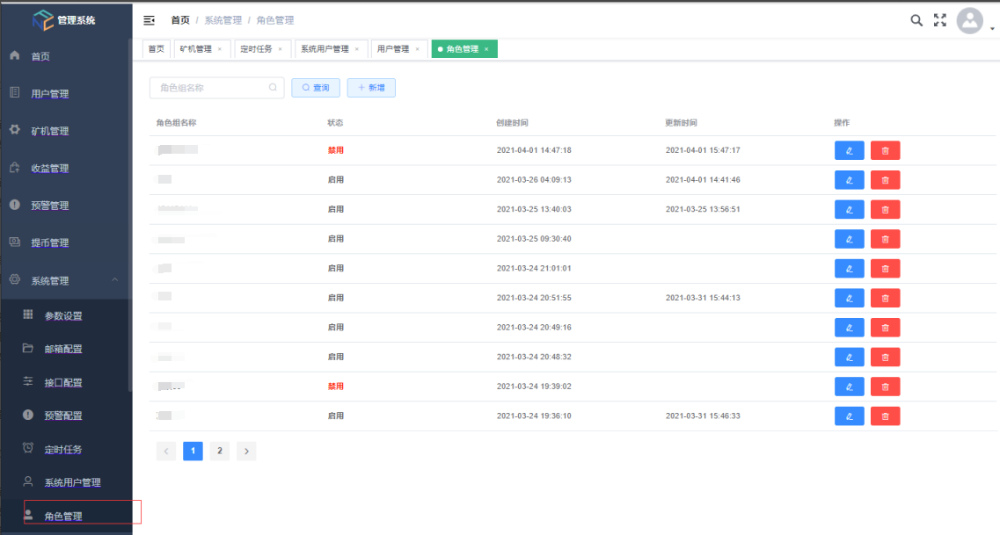 管理系统
首页 / 系统管理 / 角色管理
首页 矿机管理 × 定时任务 × 系统用户管理 × 用户管理 × 角色管理 ×
首页
用户管理
矿机管理
收益管理
预警管理
提币管理
系统管理
参数设置
邮箱配置
接口配置
预警配置
定时任务
系统用户管理
角色管理
角色组名称 查询 + 新增
角色组名称 状态 创建时间 更新时间 操作
禁用 2021-04-01 14:47:18 2021-04-01 15:47:17
启用 2021-03-26 04:09:13 2021-04-01 14:41:46
启用 2021-03-25 13:40:03 2021-03-25 13:56:51
启用 2021-03-25 09:30:40
启用 2021-03-24 21:01:01
启用 2021-03-24 20:51:55 2021-03-31 15:44:13
启用 2021-03-24 20:49:16
启用 2021-03-24 20:48:32
禁用 2021-03-24 19:39:02
启用 2021-03-24 19:36:10 2021-03-31 15:46:33
< 1 2 >